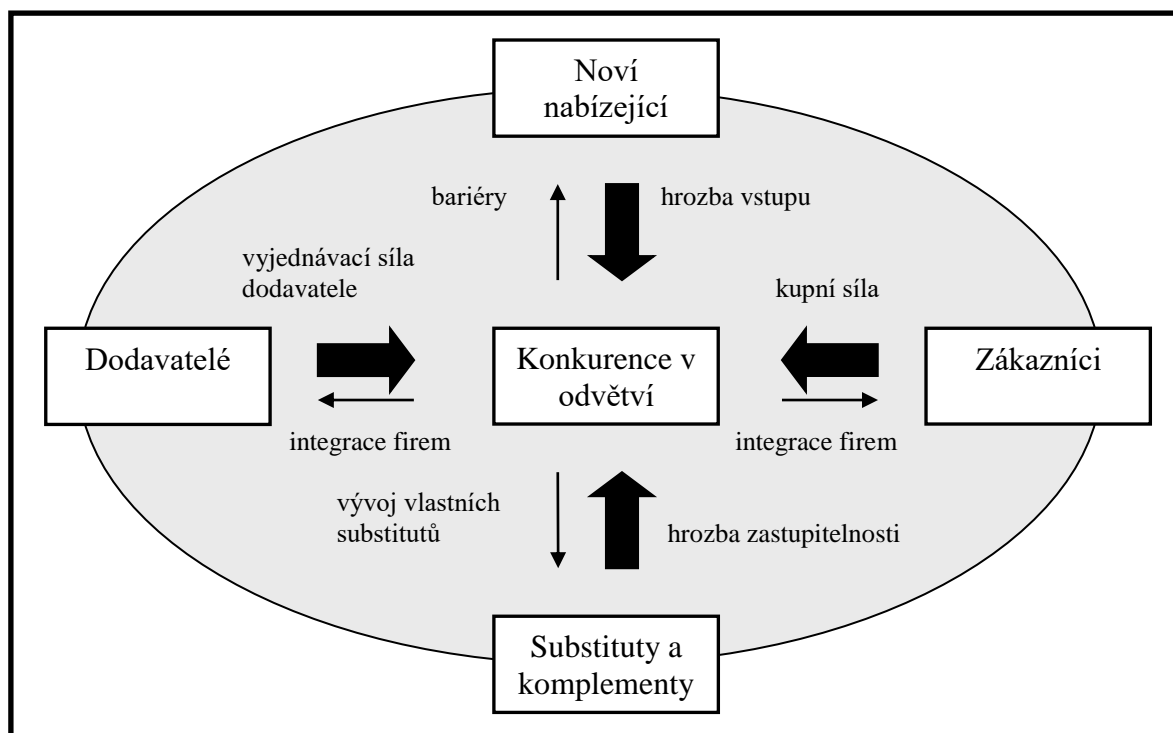 Noví
nabízející
bariéry
hrozba vstupu
vyjednávací síla
dodavatele
kupní síla
Dodavatelé
Konkurence v
odvětví
Zákazníci
integrace firem
integrace firem
vývoj vlastních
substitutů
hrozba zastupitelnosti
Substituty a
komplementy